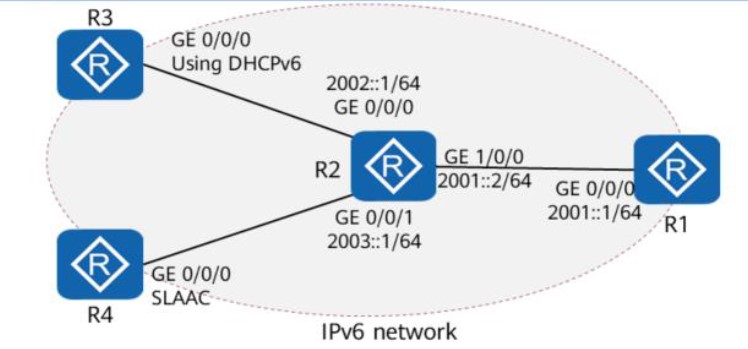 R3
GE 0/0/0
Using DHCPv6
R
2002::1/64
GE 0/0/0
R2
R
GE 1/0/0
2001::2/64
GE 0/0/0
2001::1/64
R
R1
GE 0/0/1
2003::1/64
R
R4
GE 0/0/0
SLAAC
IPv6 network